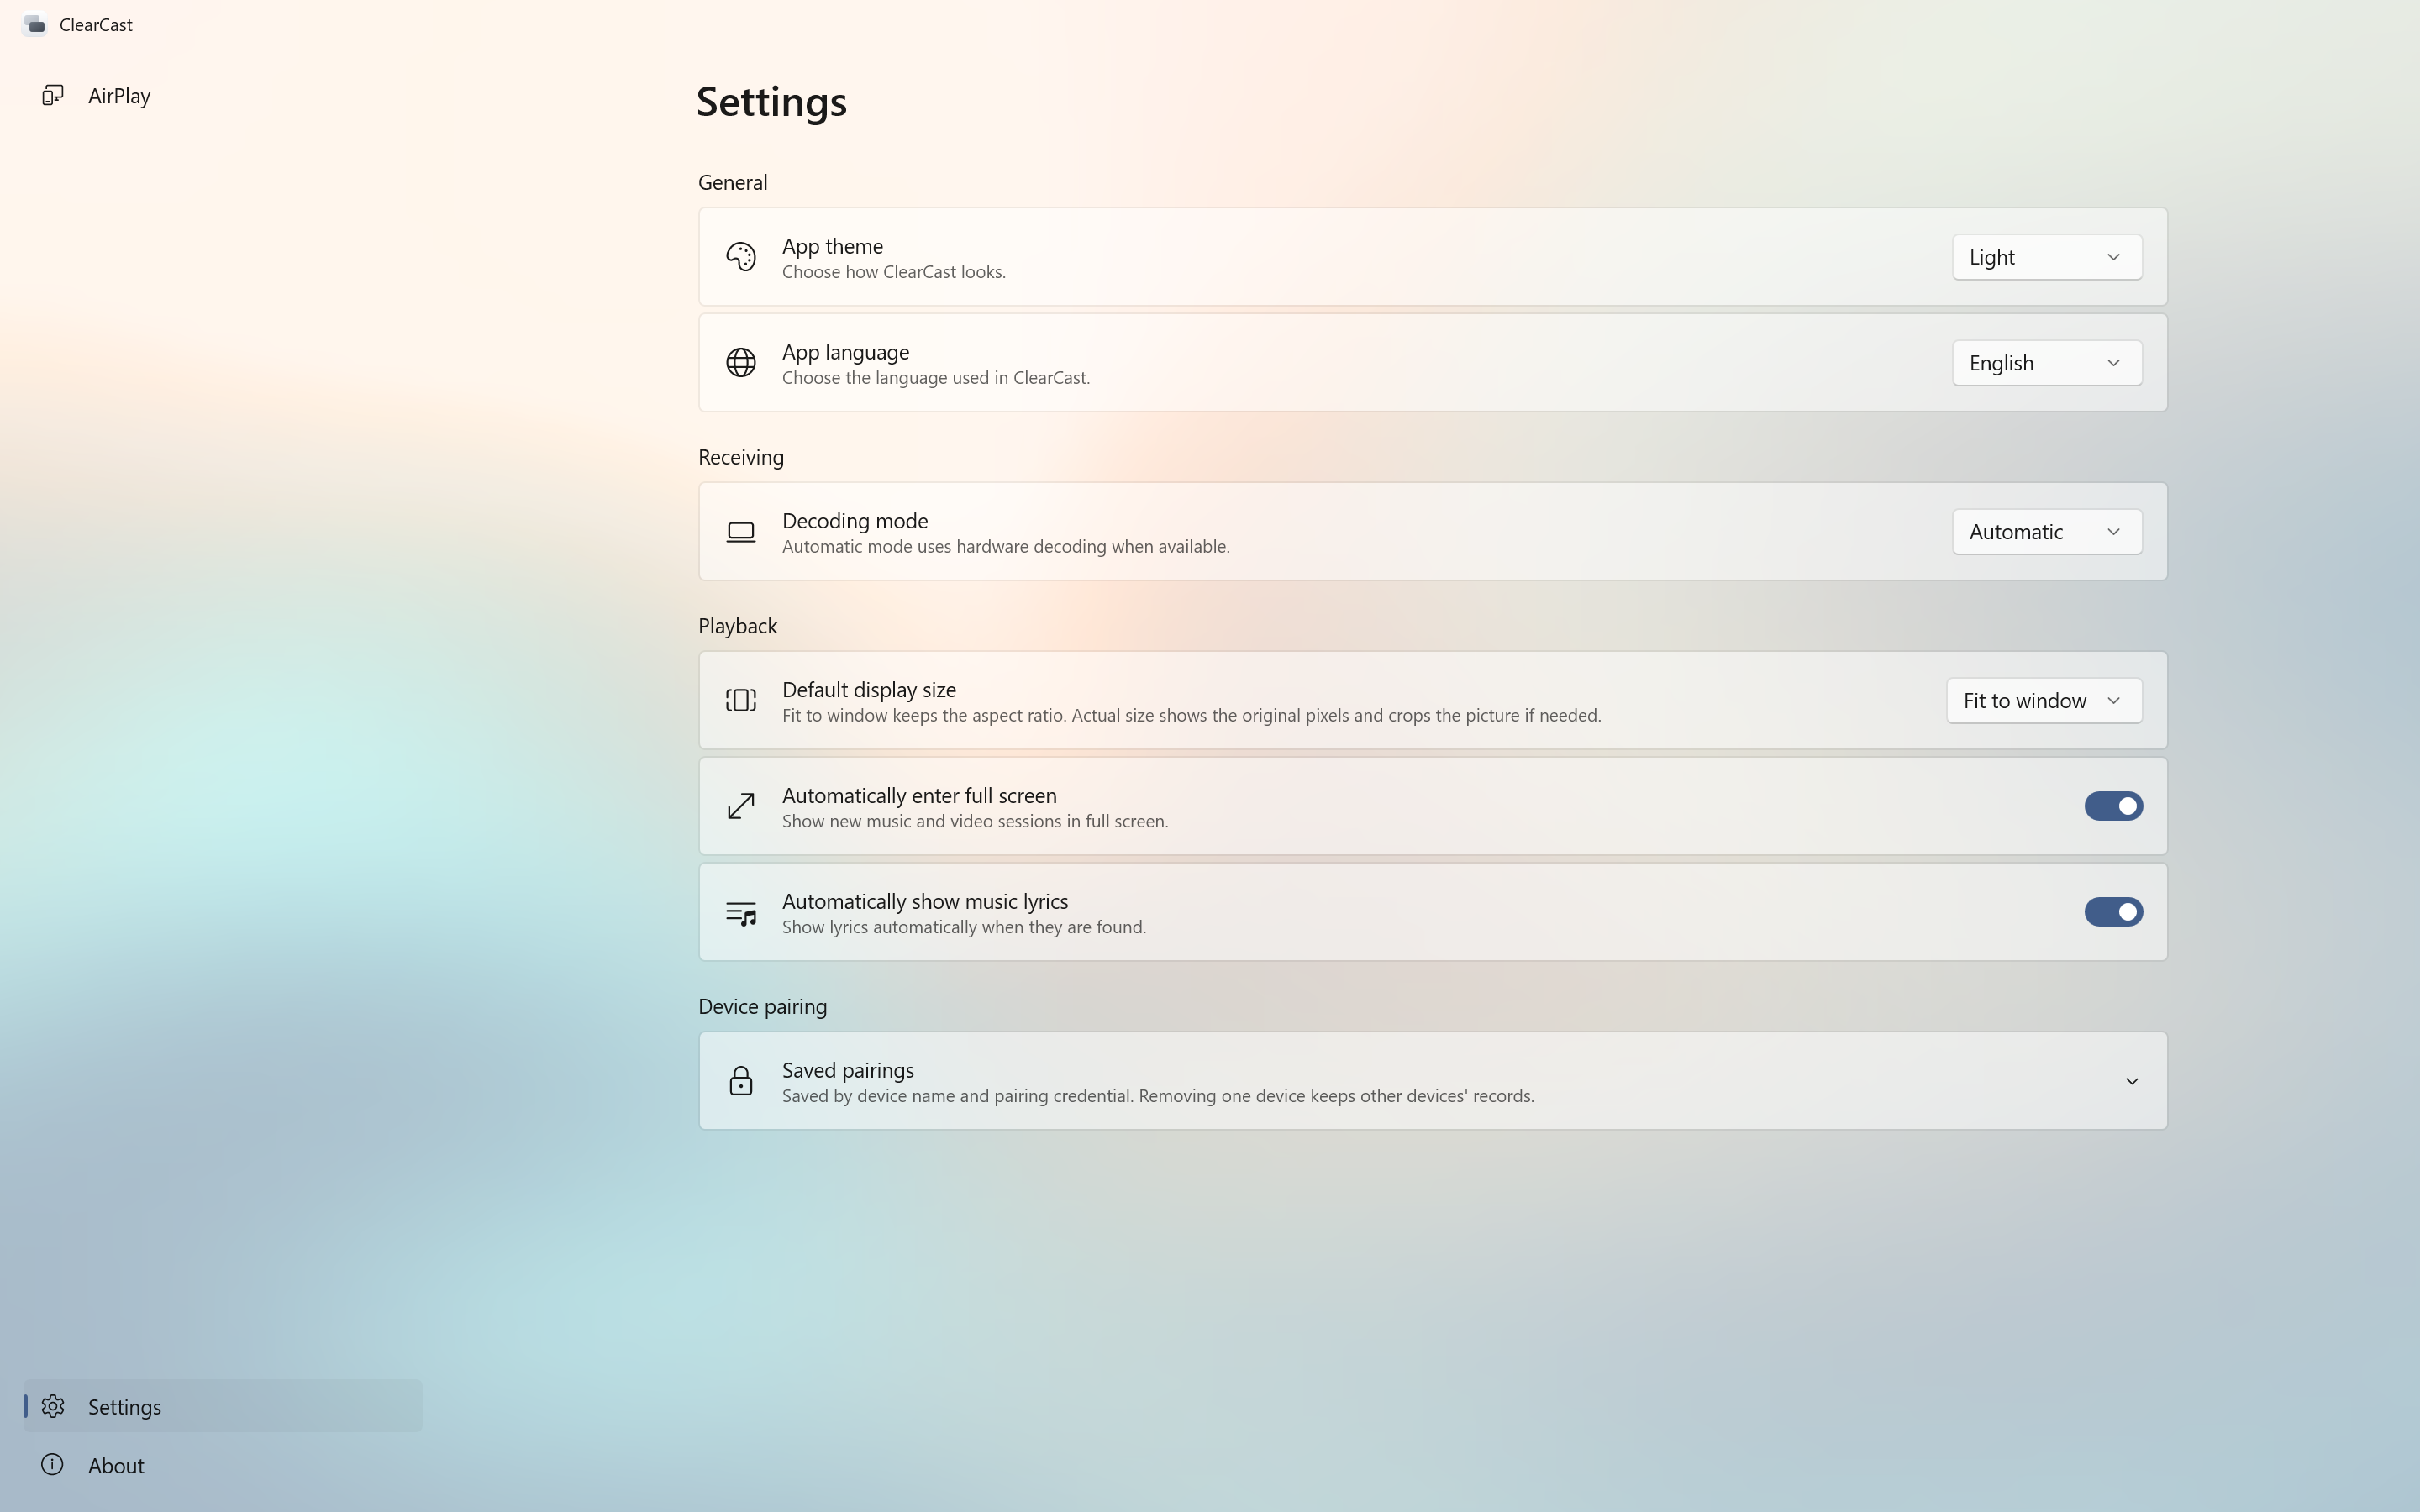 ClearCast
AirPlay
Settings
General
App theme
Choose how ClearCast looks.
Light
App language
Choose the language used in ClearCast.
English
Receiving
Decoding mode
Automatic mode uses hardware decoding when available.
Automatic
Playback
Default display size
Fit to window keeps the aspect ratio. Actual size shows the original pixels and crops the picture if needed.
Fit to window
Automatically enter full screen
Show new music and video sessions in full screen.
Automatically show music lyrics
Show lyrics automatically when they are found.
Device pairing
Saved pairings
Saved by device name and pairing credential. Removing one device keeps other devices' records.
Settings
About